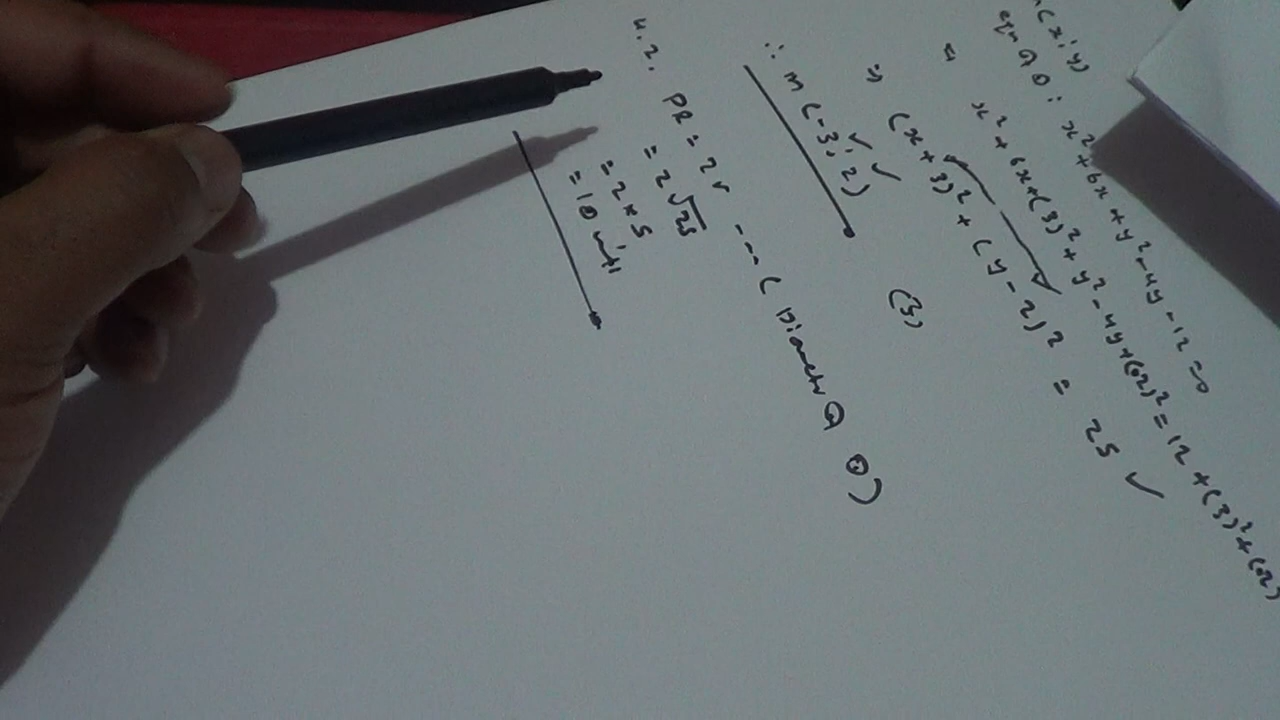 M(x;y)
eqn of ⊙: x² + 6x + y² - 4y - 12 = 0
x² + 6x + (3)² + y² - 4y + (-2)² = 12 + (3)² + (-2)
⇒ (x + 3)² + (y - 2)² = 25 ✓
∴ M(-3; 2) ✓✓ (3)
4.2. PR = 2r --- (Diameter of ⊙)
= 2√25
= 2 × 5
= 10 units